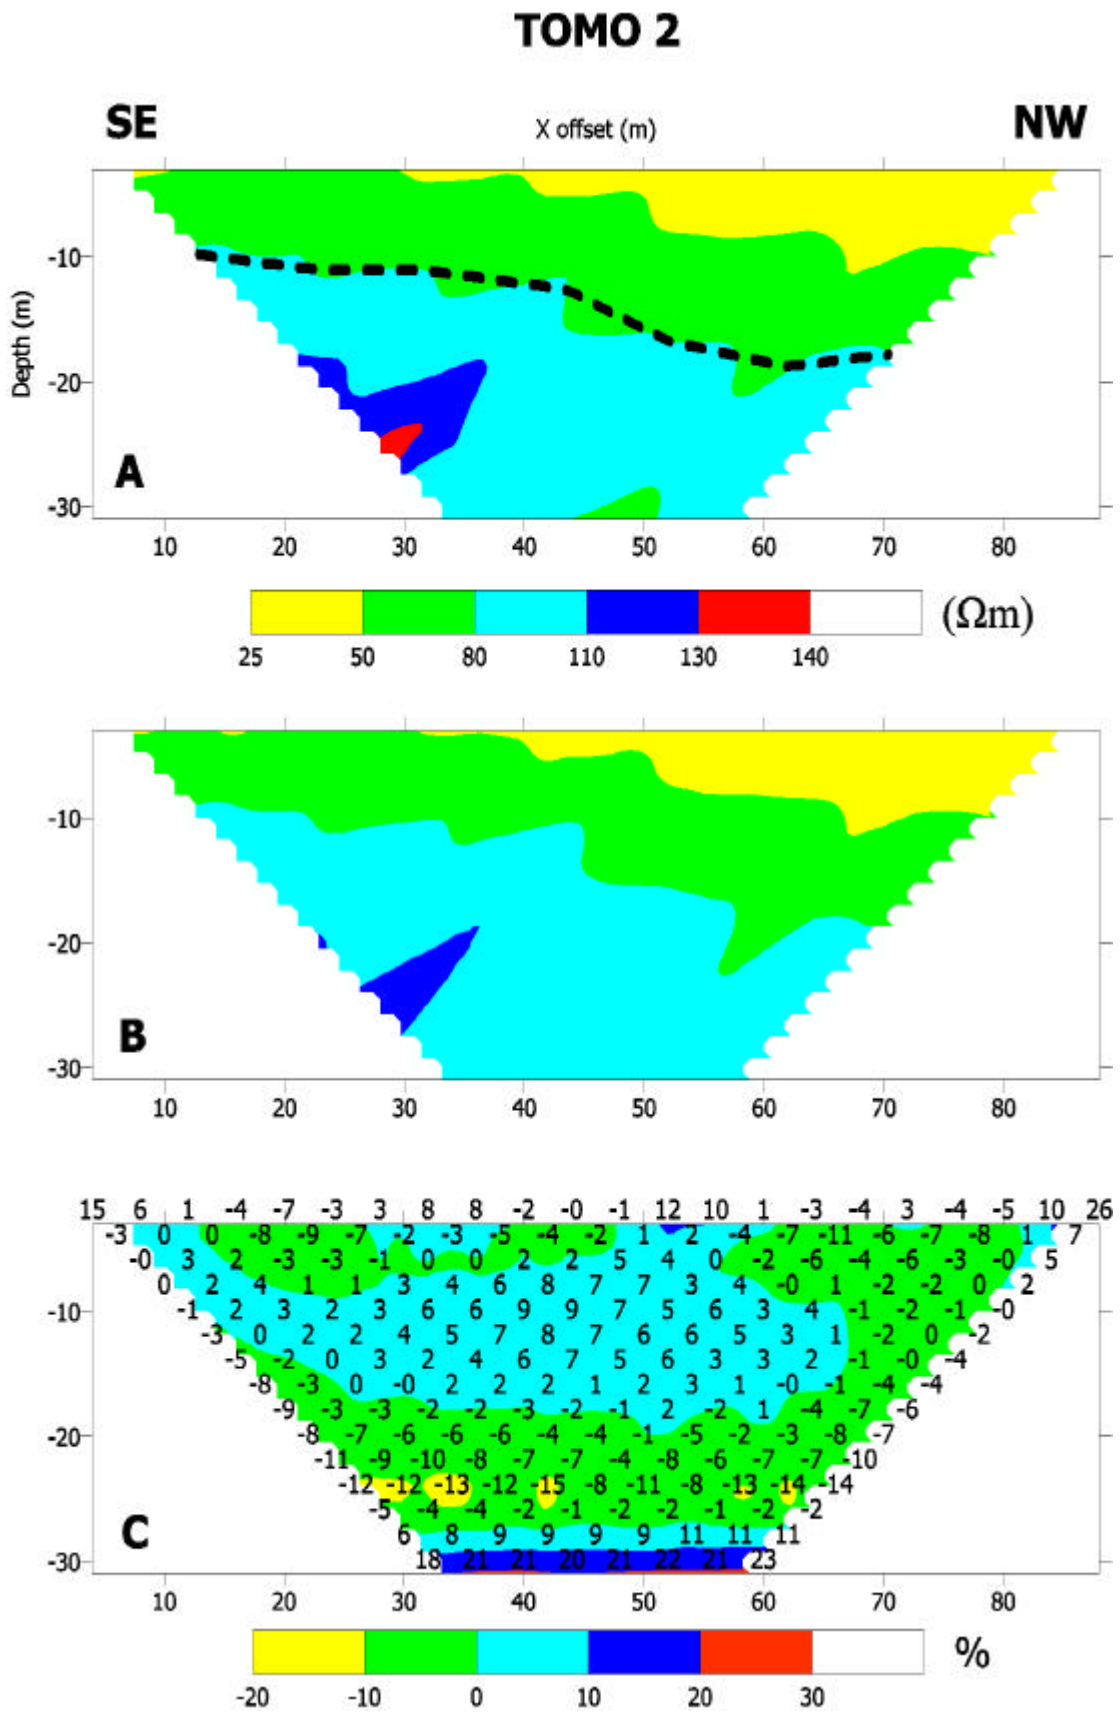 TOMO 2
SE
X offset (m)
NW
-10
Depth (m)
-20
A
-30
10 20 30 40 50 60 70 80
(Ωm)
25 50 80 110 130 140
-10
-20
B
-30
10 20 30 40 50 60 70 80
15 6 1 -4 -7 -3 3 8 8 -2 -0 -1 12 10 1 -3 -4 3 -4 -5 10 26
-3 0 0 -8 -9 -7 -2 -3 -5 -4 -2 1 2 -4 -7 -11 -6 -7 -8 1 7
-0 3 2 -3 -3 -1 0 0 2 2 5 4 0 -2 -6 -4 -6 -3 -0 5
0 2 4 1 1 3 4 6 8 7 7 3 4 -0 1 -2 -2 0 2
-10 -1 2 3 2 3 6 6 9 9 7 5 6 3 4 -1 -2 -1 -0
-3 0 2 2 4 5 7 8 7 6 6 5 3 1 -2 0 -2
-5 -2 0 3 2 4 6 7 5 6 3 3 2 -1 -0 -4
-8 -3 0 -0 2 2 2 1 2 3 1 -0 -1 -4 -4
-9 -3 -3 -2 -2 -3 -2 -1 2 -2 1 -4 -7 -6
-20 -8 -7 -6 -6 -6 -4 -4 -1 -5 -2 -3 -8 -7
-11 -9 -10 -8 -7 -7 -4 -8 -6 -7 -7 -10
-12 -12 -13 -12 -15 -8 -11 -8 -13 -14 -14
-5 -4 -4 -2 -1 -2 -2 -1 -2 -2
C 6 8 9 9 9 9 11 11 11
-30 18 21 21 20 21 22 21 23
10 20 30 40 50 60 70 80
%
-20 -10 0 10 20 30